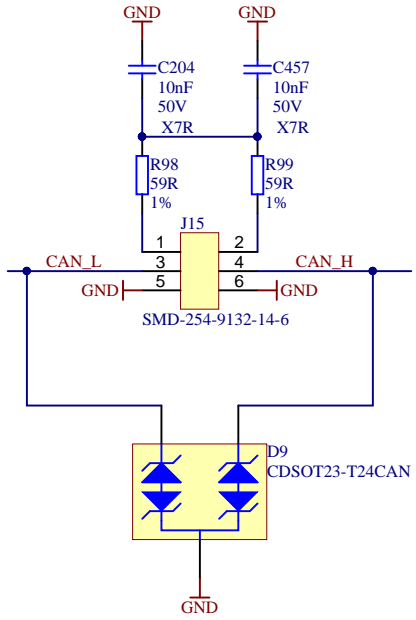 GND GND
C204 C457
10nF 10nF
50V 50V
X7R X7R
R98 R99
59R 59R
1% 1%
J15
1 2
CAN_L 3 4 CAN_H
GND 5 6 GND
SMD-254-9132-14-6
D9
CDSOT23-T24CAN
GND